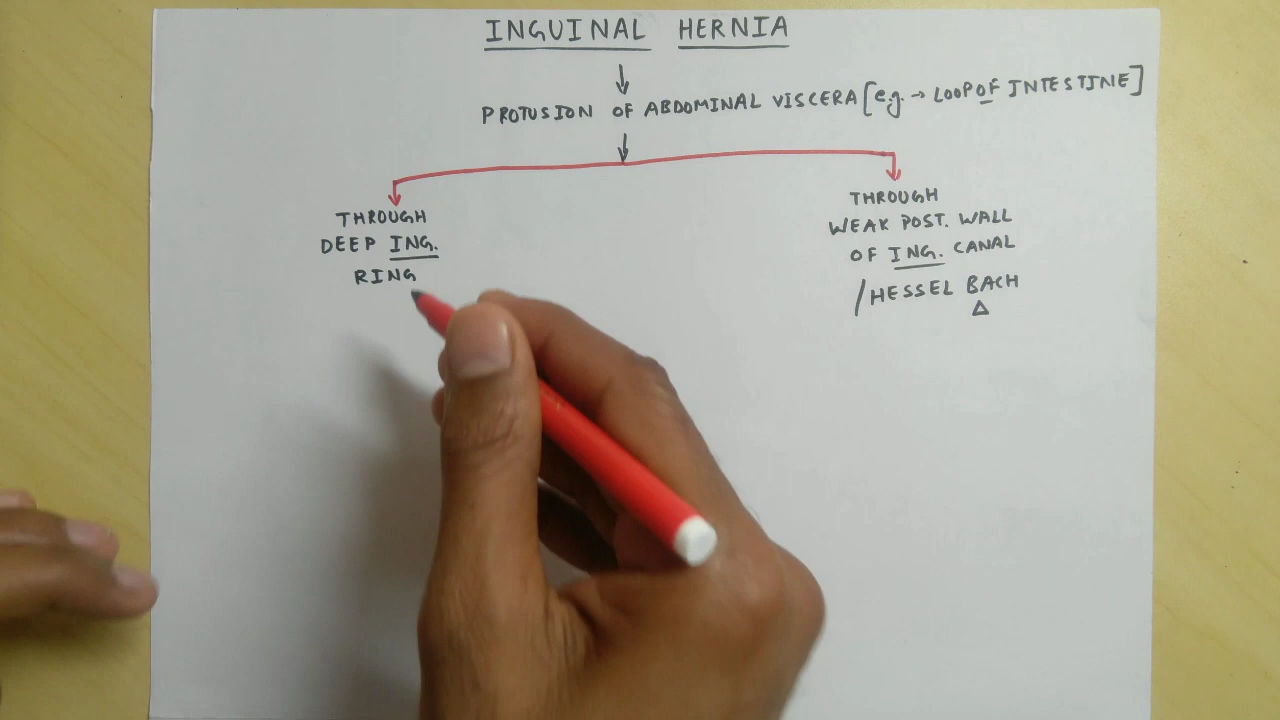 INGUINAL HERNIA
↓
PROTUSION OF ABDOMINAL VISCERA [e.g. → LOOP OF INTESTINE]
↓
THROUGH
DEEP ING.
RING
THROUGH
WEAK POST. WALL
OF ING. CANAL
/HESSEL BACH
Δ